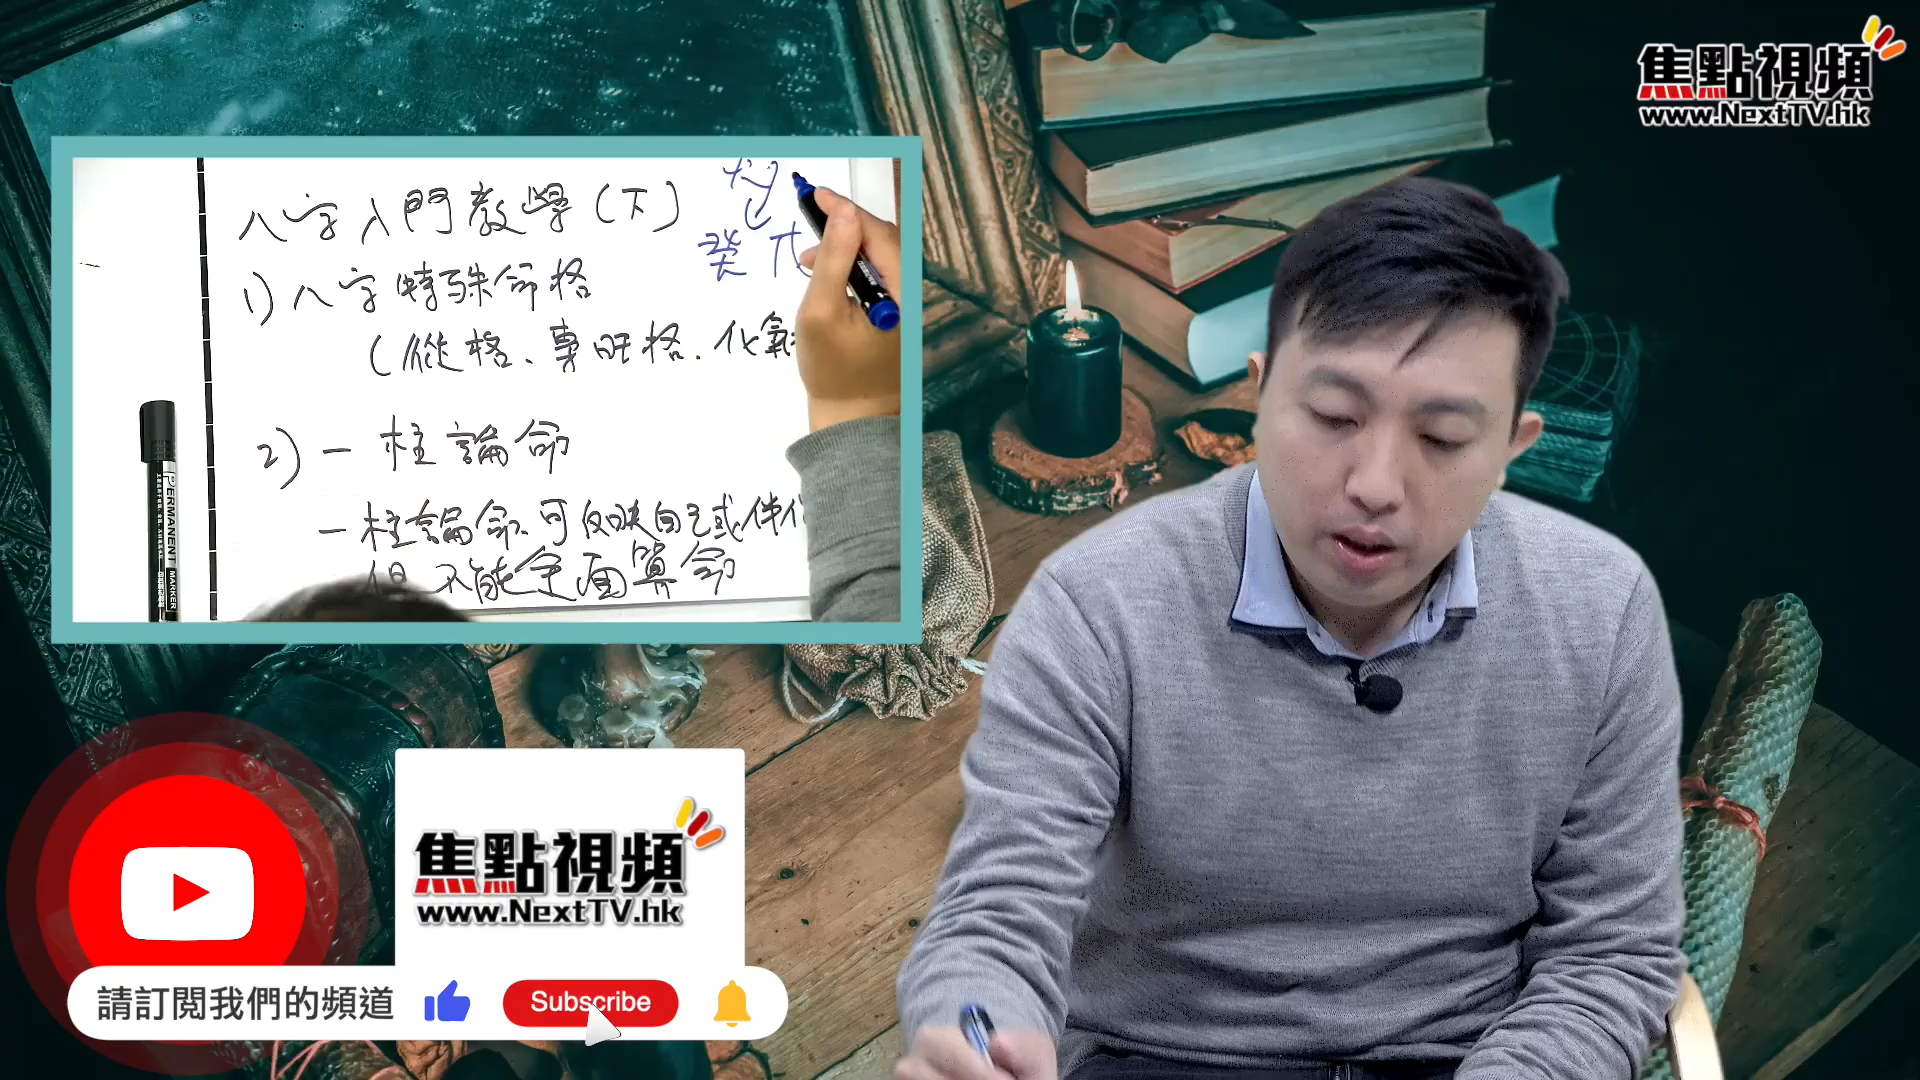 焦點視頻
www.NextTV.hk
八字入門教學(下)
癸 戊
1) 八字特殊命格
(從格、專旺格、化氣
2) 一柱論命
一柱論命可反映自己或伴侶
但不能全面算命
PERMANENT
MARKER
焦點視頻
www.NextTV.hk
請訂閱我們的頻道
Subscribe